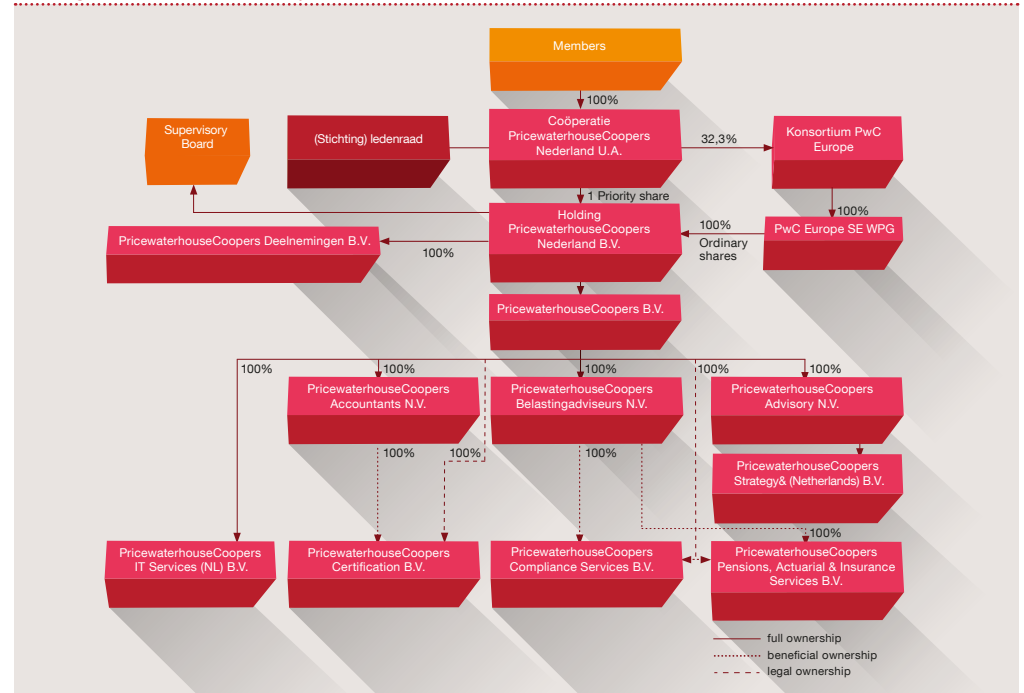 Members
100%
Coöperatie
PricewaterhouseCoopers
Nederland U.A.
Supervisory
Board
(Stichting) ledenraad
32,3%
Konsortium PwC
Europe
1 Priority share
100%
Holding
PricewaterhouseCoopers
Nederland B.V.
100%
Ordinary
shares
PwC Europe SE WPG
PricewaterhouseCoopers Deelnemingen B.V.
100%
PricewaterhouseCoopers B.V.
100%
100%
100%
100%
100%
PricewaterhouseCoopers
Accountants N.V.
PricewaterhouseCoopers
Belastingadviseurs N.V.
PricewaterhouseCoopers
Advisory N.V.
100%
100%
100%
PricewaterhouseCoopers
Strategy& (Netherlands) B.V.
100%
PricewaterhouseCoopers
IT Services (NL) B.V.
PricewaterhouseCoopers
Certification B.V.
PricewaterhouseCoopers
Compliance Services B.V.
PricewaterhouseCoopers
Pensions, Actuarial & Insurance
Services B.V.
full ownership
beneficial ownership
legal ownership